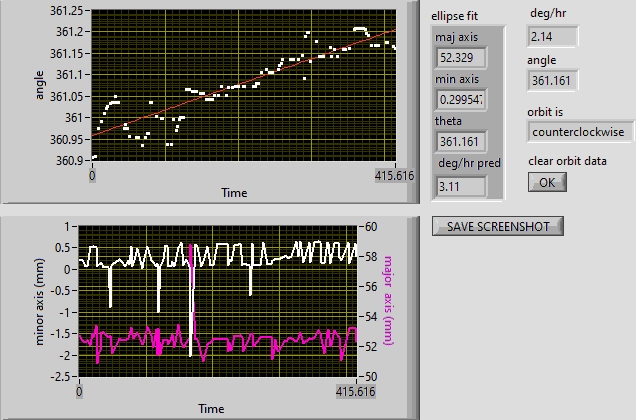 361.25
361.2
361.15
361.1
361.05
361
360.95
360.9
angle
0
415.616
Time
ellipse fit
maj axis
52.329
min axis
0.299547
theta
361.161
deg/hr pred
3.11
deg/hr
2.14
angle
361.161
orbit is
counterclockwise
clear orbit data
OK
SAVE SCREENSHOT
1
0.5
0
-0.5
-1
-1.5
-2
-2.5
minor axis (mm)
60
58
56
54
52
50
major axis (mm)
0
415.616
Time